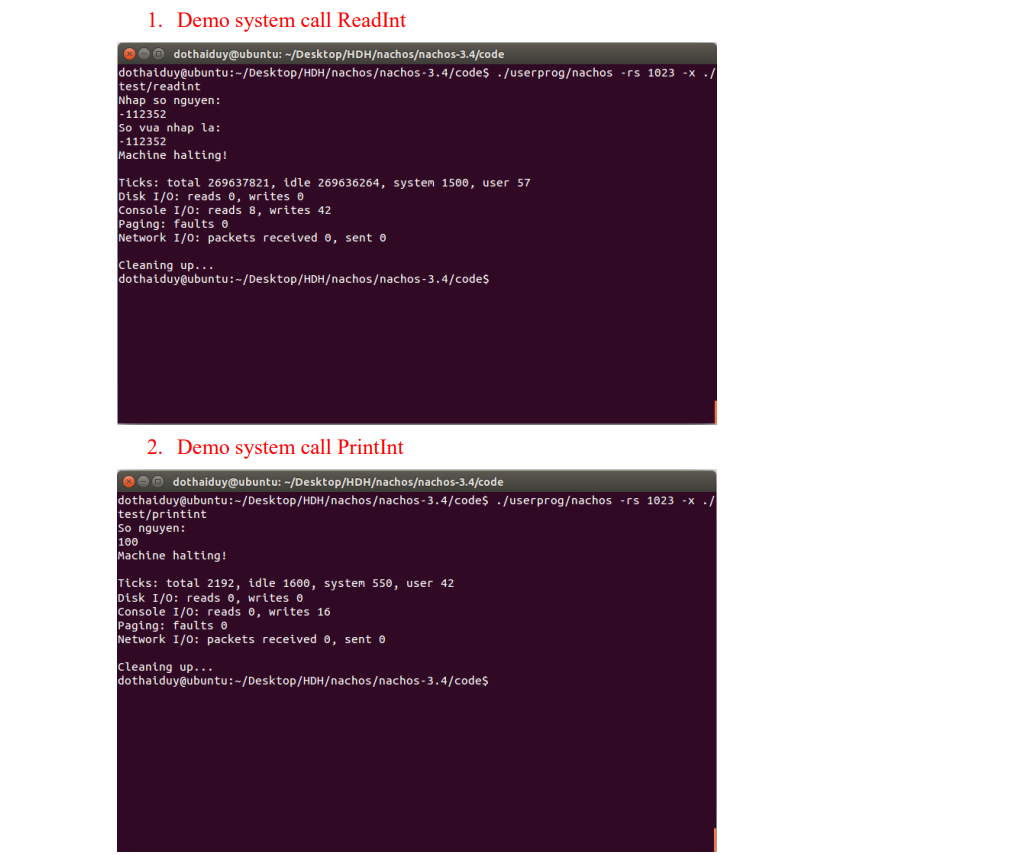 1. Demo system call ReadInt
dothaiduy@ubuntu: ~/Desktop/HDH/nachos/nachos-3.4/code
dothaiduy@ubuntu:~/Desktop/HDH/nachos/nachos-3.4/code$ ./userprog/nachos -rs 1023 -x ./
test/readint
Nhap so nguyen:
-112352
So vua nhap la:
-112352
Machine halting!
Ticks: total 269637821, idle 269636264, system 1500, user 57
Disk I/O: reads 0, writes 0
Console I/O: reads 8, writes 42
Paging: faults 0
Network I/O: packets received 0, sent 0
Cleaning up...
dothaiduy@ubuntu:~/Desktop/HDH/nachos/nachos-3.4/code$
2. Demo system call PrintInt
dothaiduy@ubuntu: ~/Desktop/HDH/nachos/nachos-3.4/code
dothaiduy@ubuntu:~/Desktop/HDH/nachos/nachos-3.4/code$ ./userprog/nachos -rs 1023 -x ./
test/printint
So nguyen:
100
Machine halting!
Ticks: total 2192, idle 1600, system 550, user 42
Disk I/O: reads 0, writes 0
Console I/O: reads 0, writes 16
Paging: faults 0
Network I/O: packets received 0, sent 0
Cleaning up...
dothaiduy@ubuntu:~/Desktop/HDH/nachos/nachos-3.4/code$